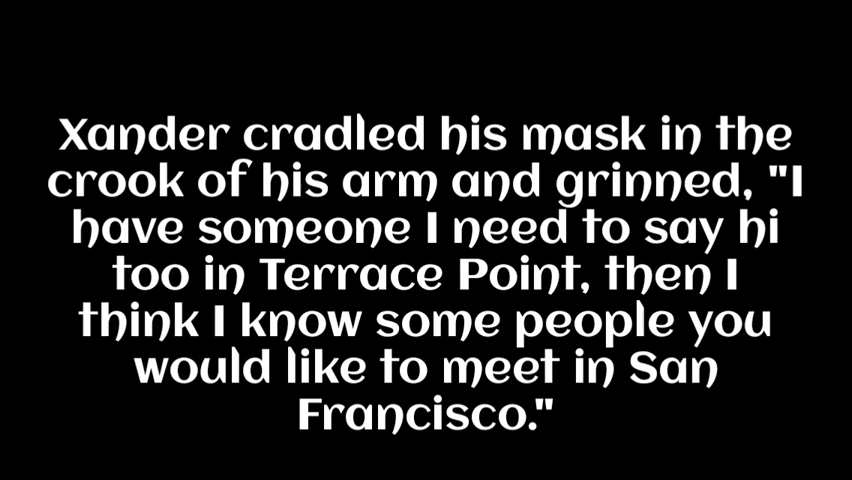 Xander cradled his mask in the
crook of his arm and grinned, "I
have someone I need to say hi
too in Terrace Point, then I
think I know some people you
would like to meet in San
Francisco."